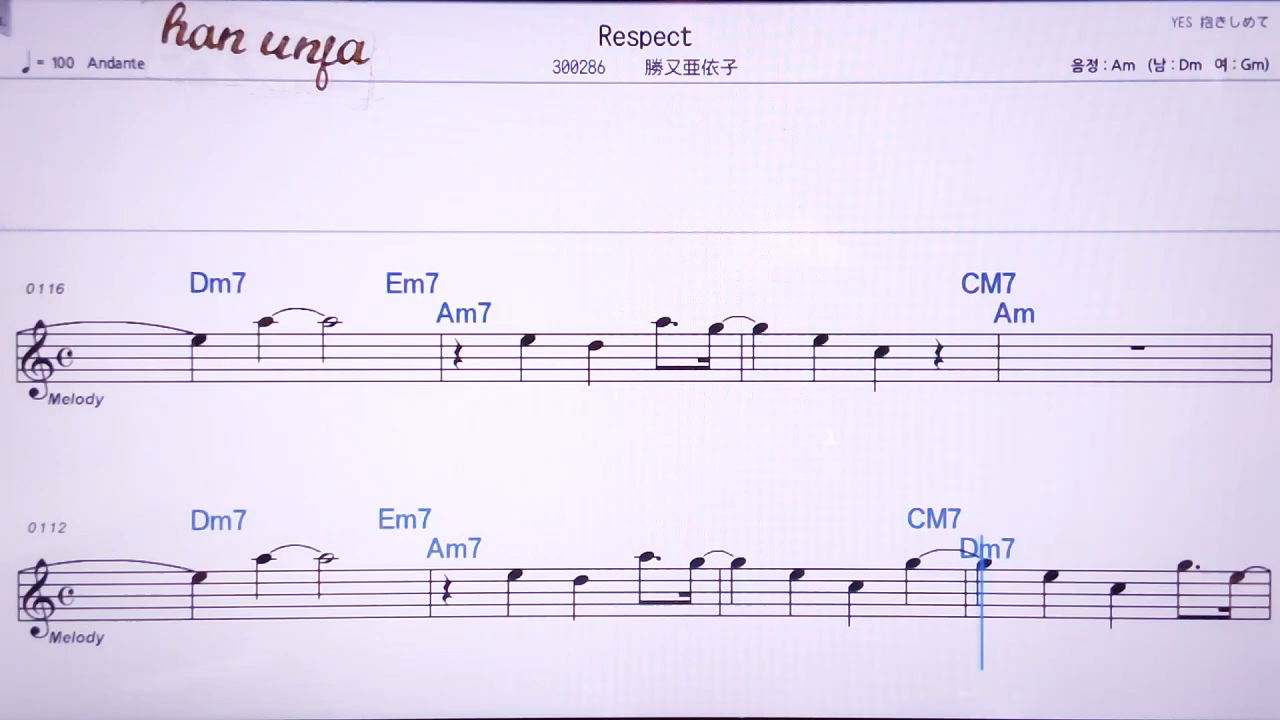 han unja
Respect
YES 抱きしめて
♩ = 100 Andante
300286 勝又亜依子
음정 : Am (남 : Dm 여 : Gm)
Dm7 Em7 CM7
0116
Am7 Am
Melody
Dm7 Em7 CM7
0112
Am7 Dm7
Melody